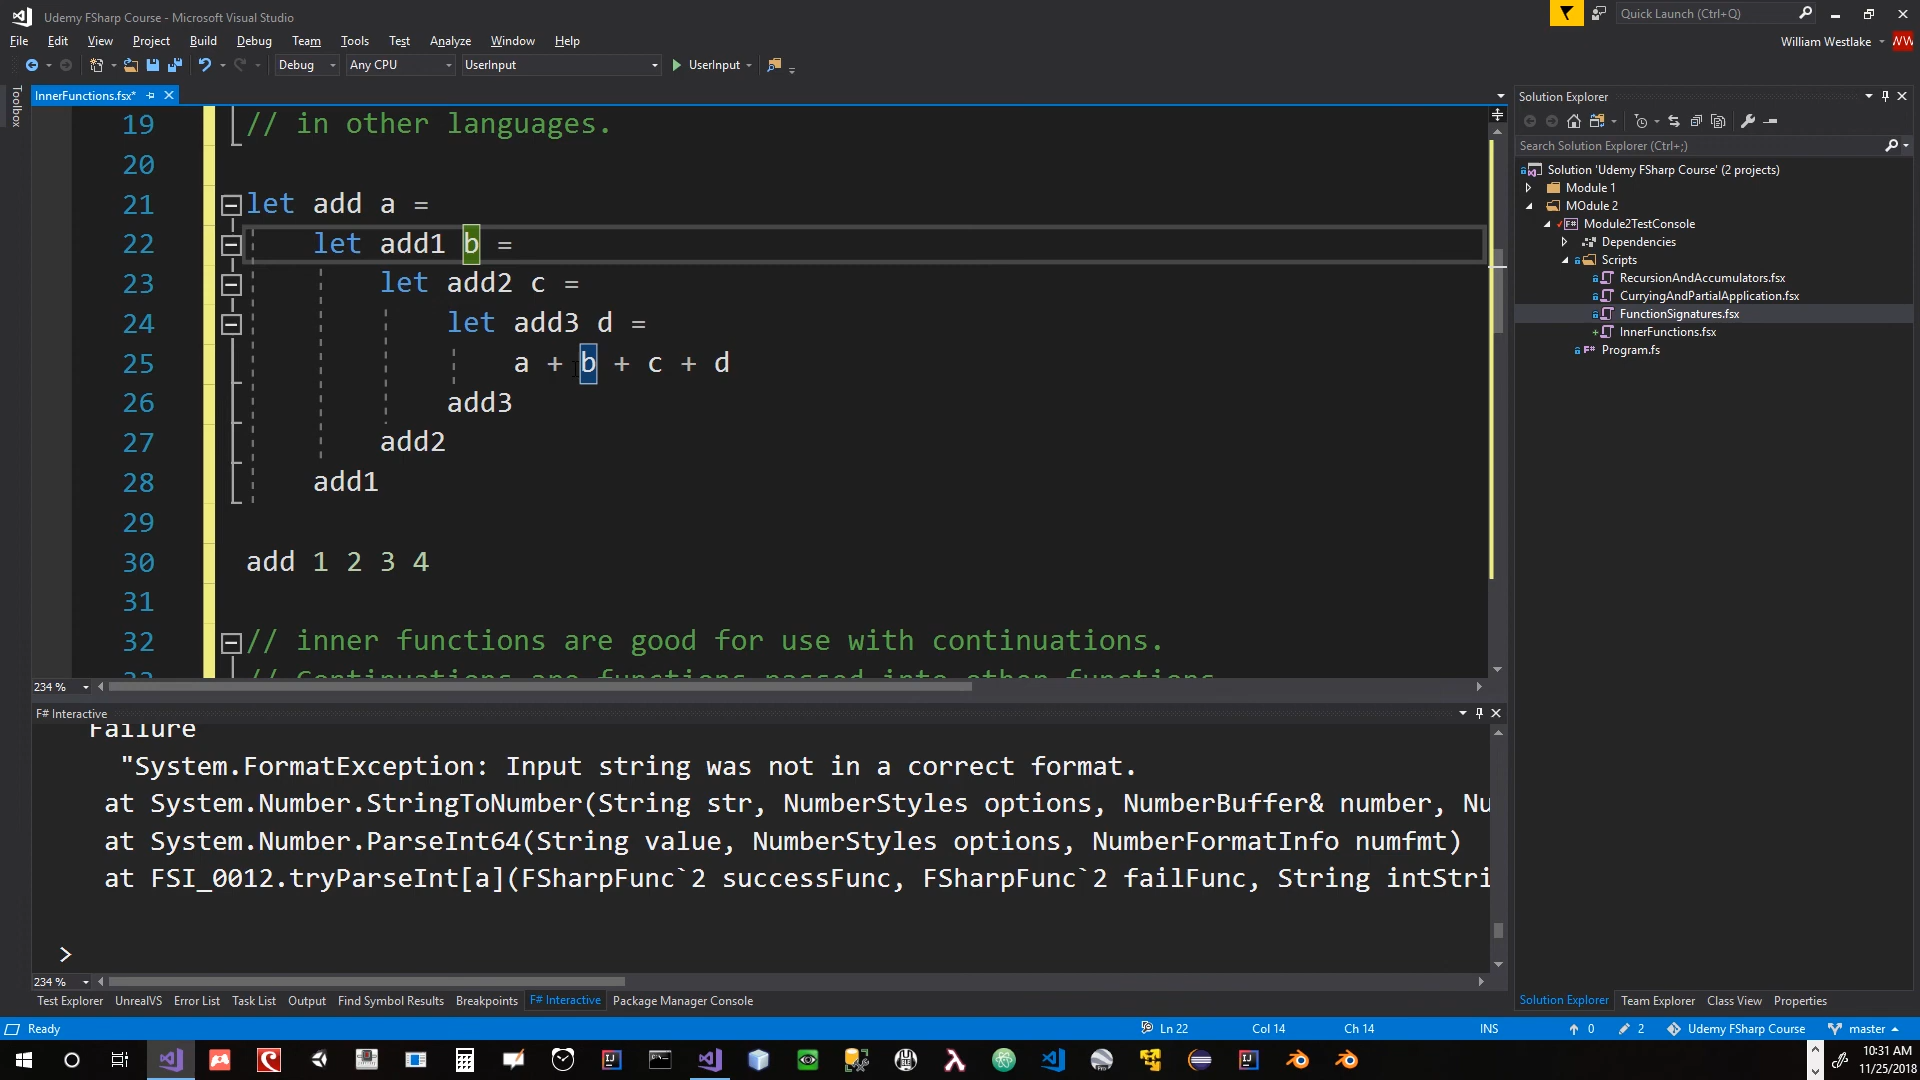 Udemy FSharp Course - Microsoft Visual Studio
Quick Launch (Ctrl+Q)
File Edit View Project Build Debug Team Tools Test Analyze Window Help
William Westlake WW
Debug Any CPU UserInput UserInput
Toolbox
InnerFunctions.fsx*
19 // in other languages.
20
21 let add a =
22 let add1 b =
23 let add2 c =
24 let add3 d =
25 a + b + c + d
26 add3
27 add2
28 add1
29
30 add 1 2 3 4
31
32 // inner functions are good for use with continuations.
33 // Continuations are functions passed into other functions
234 %
Solution Explorer
Search Solution Explorer (Ctrl+;)
Solution 'Udemy FSharp Course' (2 projects)
Module 1
MOdule 2
Module2TestConsole
Dependencies
Scripts
RecursionAndAccumulators.fsx
CurryingAndPartialApplication.fsx
FunctionSignatures.fsx
InnerFunctions.fsx
Program.fs
F# Interactive
Failure
"System.FormatException: Input string was not in a correct format.
at System.Number.StringToNumber(String str, NumberStyles options, NumberBuffer& number, Nu
at System.Number.ParseInt64(String value, NumberStyles options, NumberFormatInfo numfmt)
at FSI_0012.tryParseInt[a](FSharpFunc`2 successFunc, FSharpFunc`2 failFunc, String intStri
>
234 %
Test Explorer UnrealVS Error List Task List Output Find Symbol Results Breakpoints F# Interactive Package Manager Console
Solution Explorer Team Explorer Class View Properties
Ready Ln 22 Col 14 Ch 14 INS 0 2 Udemy FSharp Course master
10:31 AM
11/25/2018